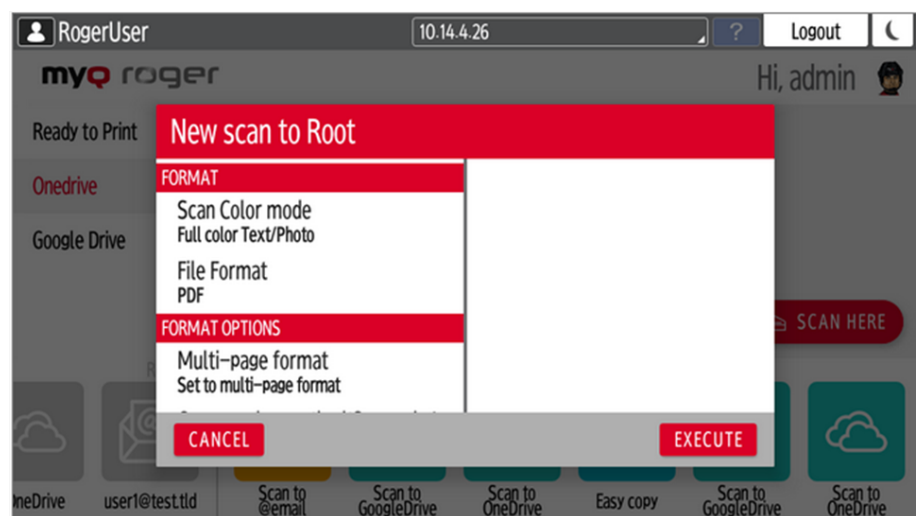 RogerUser
10.14.4.26
?
Logout
myQ roger
Hi, admin
Ready to Print
Onedrive
Google Drive
New scan to Root
FORMAT
Scan Color mode
Full color Text/Photo
File Format
PDF
FORMAT OPTIONS
Multi-page format
Set to multi-page format
CANCEL
EXECUTE
SCAN HERE
R
neDrive
user1@test.tld
Scan to
@email
Scan to
GoogleDrive
Scan to
OneDrive
Easy copy
Scan to
GoogleDrive
Scan to
OneDrive